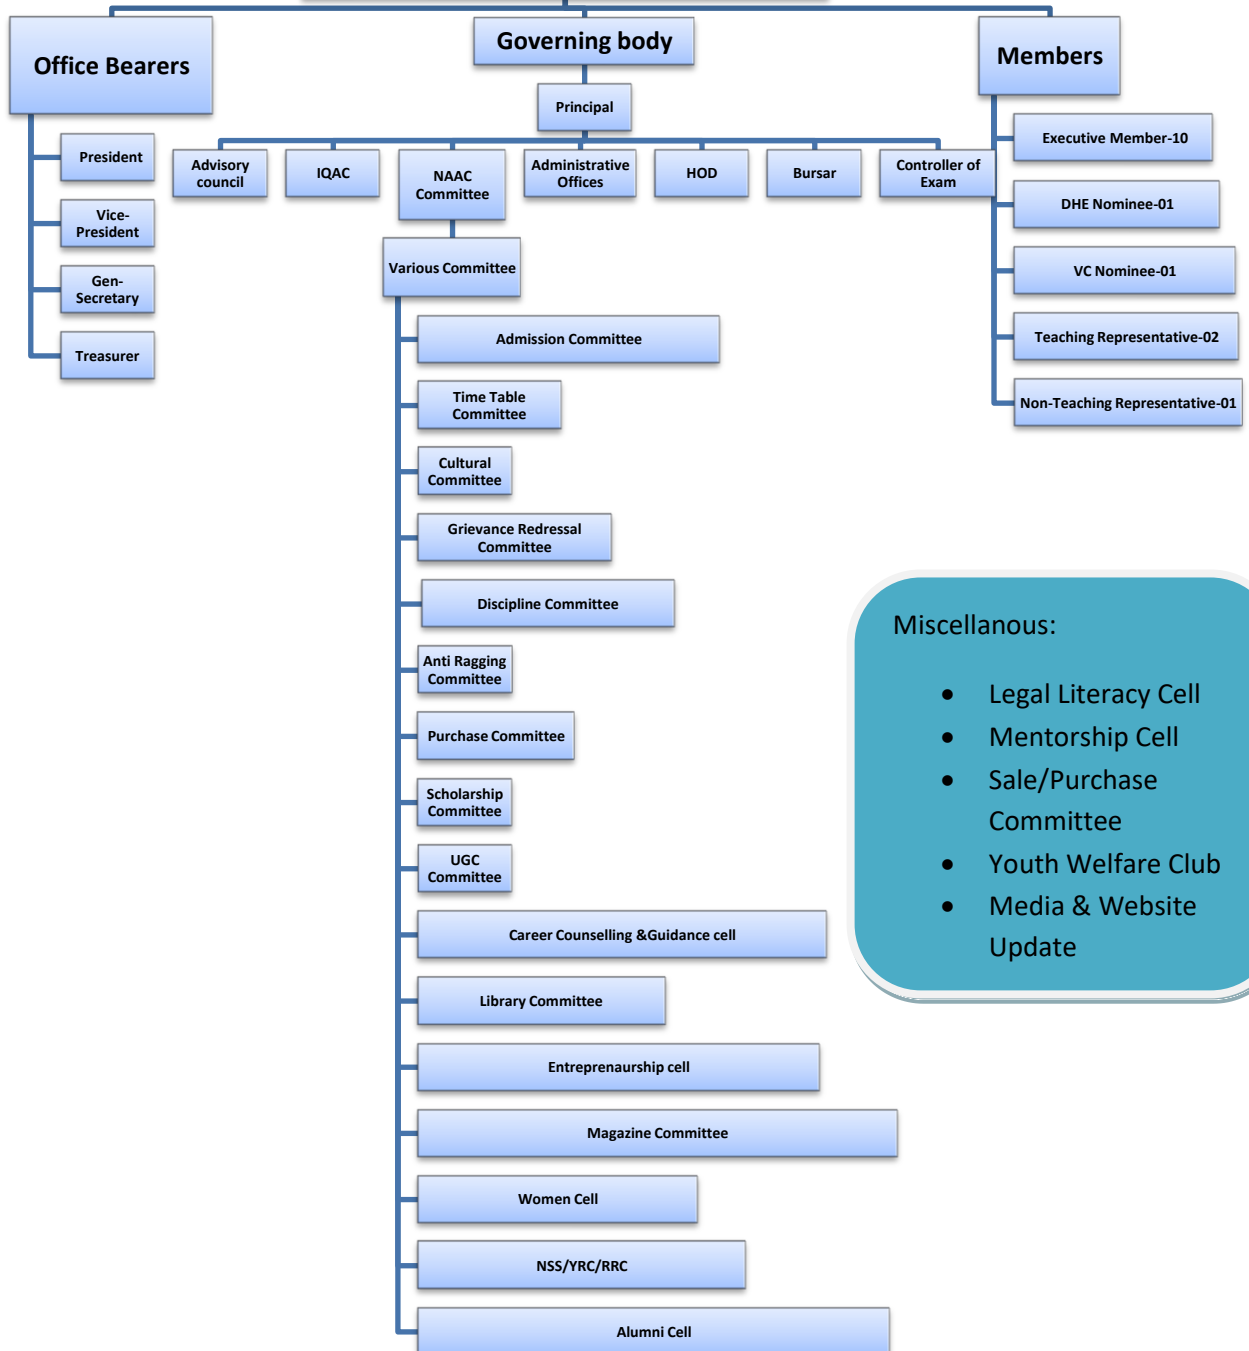 Office Bearers
Governing body
Members
Principal
President
Vice-
President
Gen-
Secretary
Treasurer
Advisory
council
IQAC
NAAC
Committee
Administrative
Offices
HOD
Bursar
Controller of
Exam
Executive Member-10
DHE Nominee-01
VC Nominee-01
Teaching Representative-02
Non-Teaching Representative-01
Various Committee
Admission Committee
Time Table
Committee
Cultural
Committee
Grievance Redressal
Committee
Discipline Committee
Anti Ragging
Committee
Purchase Committee
Scholarship
Committee
UGC
Committee
Career Counselling &Guidance cell
Library Committee
Entreprenaurship cell
Magazine Committee
Women Cell
NSS/YRC/RRC
Alumni Cell
Miscellanous:
• Legal Literacy Cell
• Mentorship Cell
• Sale/Purchase
Committee
• Youth Welfare Club
• Media & Website
Update